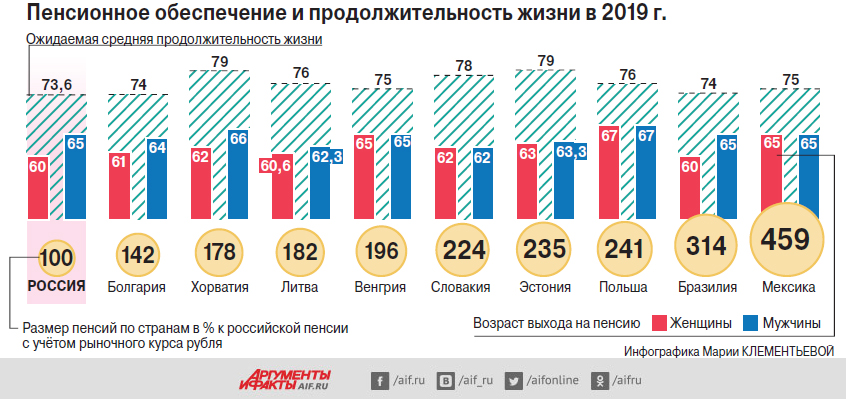 Пенсионное обеспечение и продолжительность жизни в 2019 г.
Ожидаемая средняя продолжительность жизни
73,6 74 79 76 75 78 79 76 74 75
60 65 61 64 62 66 60,6 62,3 65 65 62 62 63 63,3 67 67 60 65 65 65
100 142 178 182 196 224 235 241 314 459
РОССИЯ Болгария Хорватия Литва Венгрия Словакия Эстония Польша Бразилия Мексика
Размер пенсий по странам в % к российской пенсии
с учётом рыночного курса рубля
Возраст выхода на пенсию Женщины Мужчины
Инфографика Марии КЛЕМЕНТЬЕВОЙ
АРГУМЕНТЫ
И ФАКТЫ AIF.RU
f /aif.ru B /aif_ru /aifonline /aifru